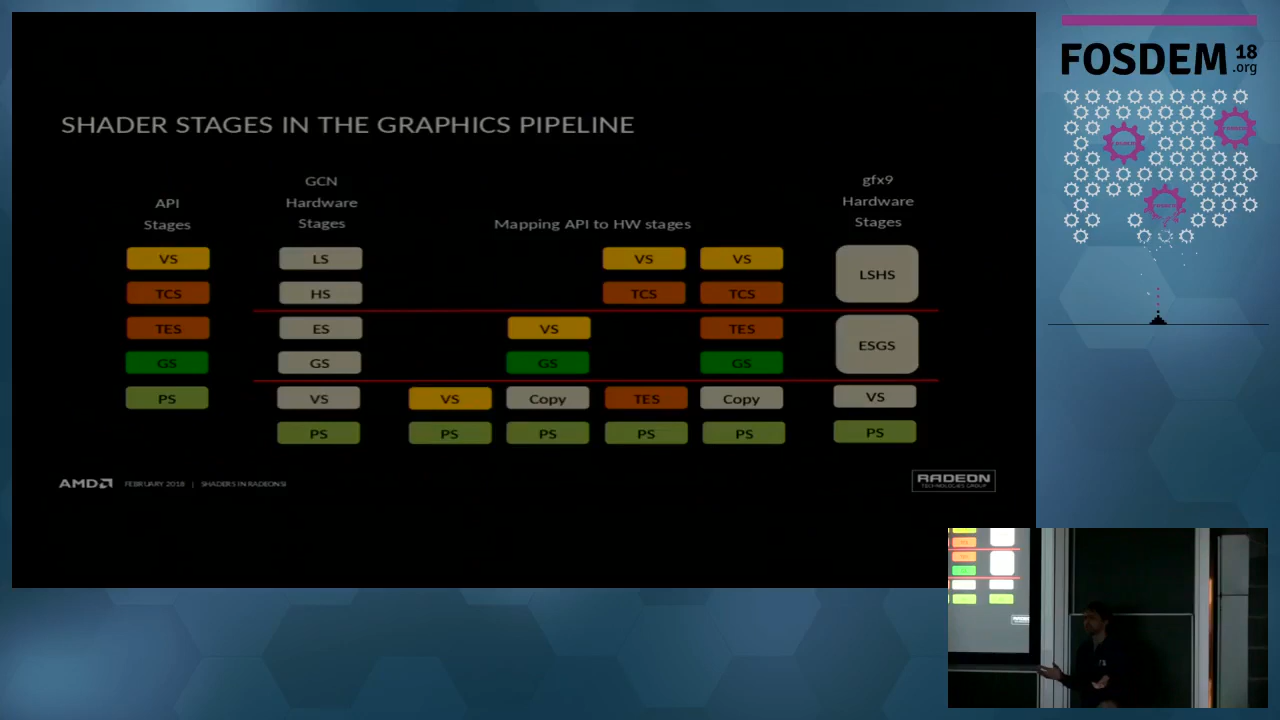 FOSDEM 18
.org
SHADER STAGES IN THE GRAPHICS PIPELINE
API
Stages
GCN
Hardware
Stages
Mapping API to HW stages
gfx9
Hardware
Stages
VS LS VS VS LSHS
TCS HS TCS TCS
TES ES VS TES ESGS
GS GS GS GS
PS VS VS Copy TES Copy VS
PS PS PS PS PS PS
AMD FEBRUARY 2018 | SHADERS IN RADEONSI
RADEON
TECHNOLOGIES GROUP